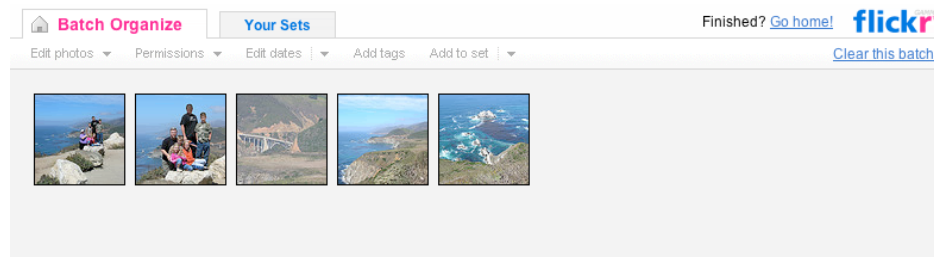 Batch Organize
Your Sets
Finished? Go home!
flickr
GAMMA
Edit photos
Permissions
Edit dates
Add tags
Add to set
Clear this batch